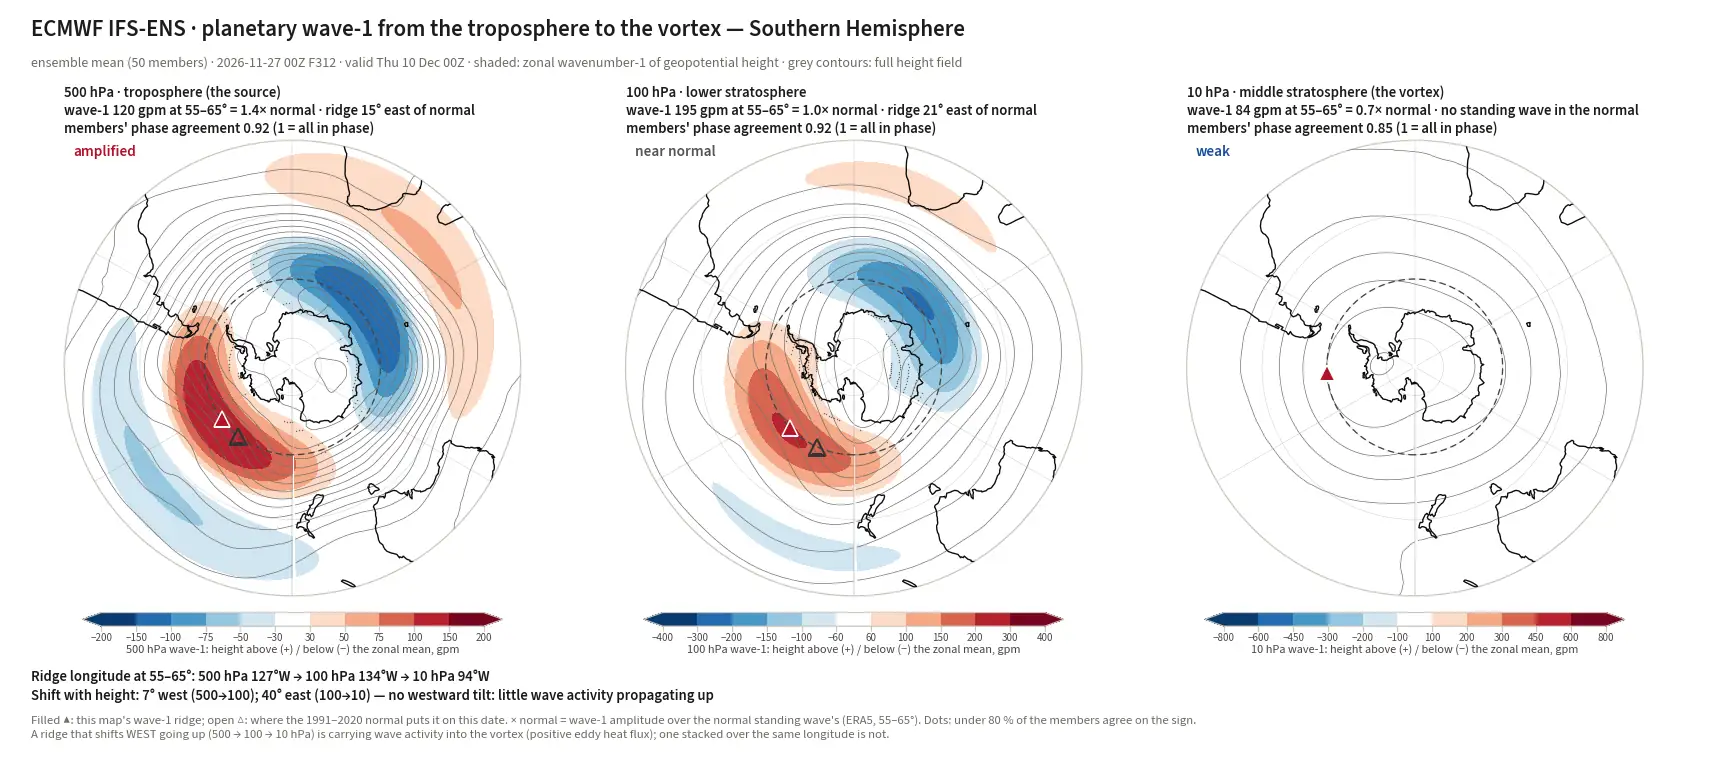 ECMWF IFS-ENS · planetary wave-1 from the troposphere to the vortex — Southern Hemisphere
ensemble mean (50 members) · 2026-11-27 00Z F312 · valid Thu 10 Dec 00Z · shaded: zonal wavenumber-1 of geopotential height · grey contours: full height field
500 hPa · troposphere (the source)
wave-1 120 gpm at 55–65° = 1.4× normal · ridge 15° east of normal
members' phase agreement 0.92 (1 = all in phase)
amplified
100 hPa · lower stratosphere
wave-1 195 gpm at 55–65° = 1.0× normal · ridge 21° east of normal
members' phase agreement 0.92 (1 = all in phase)
near normal
10 hPa · middle stratosphere (the vortex)
wave-1 84 gpm at 55–65° = 0.7× normal · no standing wave in the normal
members' phase agreement 0.85 (1 = all in phase)
weak
−200 −150 −100 −75 −50 −30 30 50 75 100 150 200
500 hPa wave-1: height above (+) / below (−) the zonal mean, gpm
−400 −300 −200 −150 −100 −60 60 100 150 200 300 400
100 hPa wave-1: height above (+) / below (−) the zonal mean, gpm
−800 −600 −450 −300 −200 −100 100 200 300 450 600 800
10 hPa wave-1: height above (+) / below (−) the zonal mean, gpm
Ridge longitude at 55–65°: 500 hPa 127°W → 100 hPa 134°W → 10 hPa 94°W
Shift with height: 7° west (500→100); 40° east (100→10) — no westward tilt: little wave activity propagating up
Filled ▲: this map's wave-1 ridge; open △: where the 1991–2020 normal puts it on this date. × normal = wave-1 amplitude over the normal standing wave's (ERA5, 55–65°). Dots: under 80 % of the members agree on the sign.
A ridge that shifts WEST going up (500 → 100 → 10 hPa) is carrying wave activity into the vortex (positive eddy heat flux); one stacked over the same longitude is not.